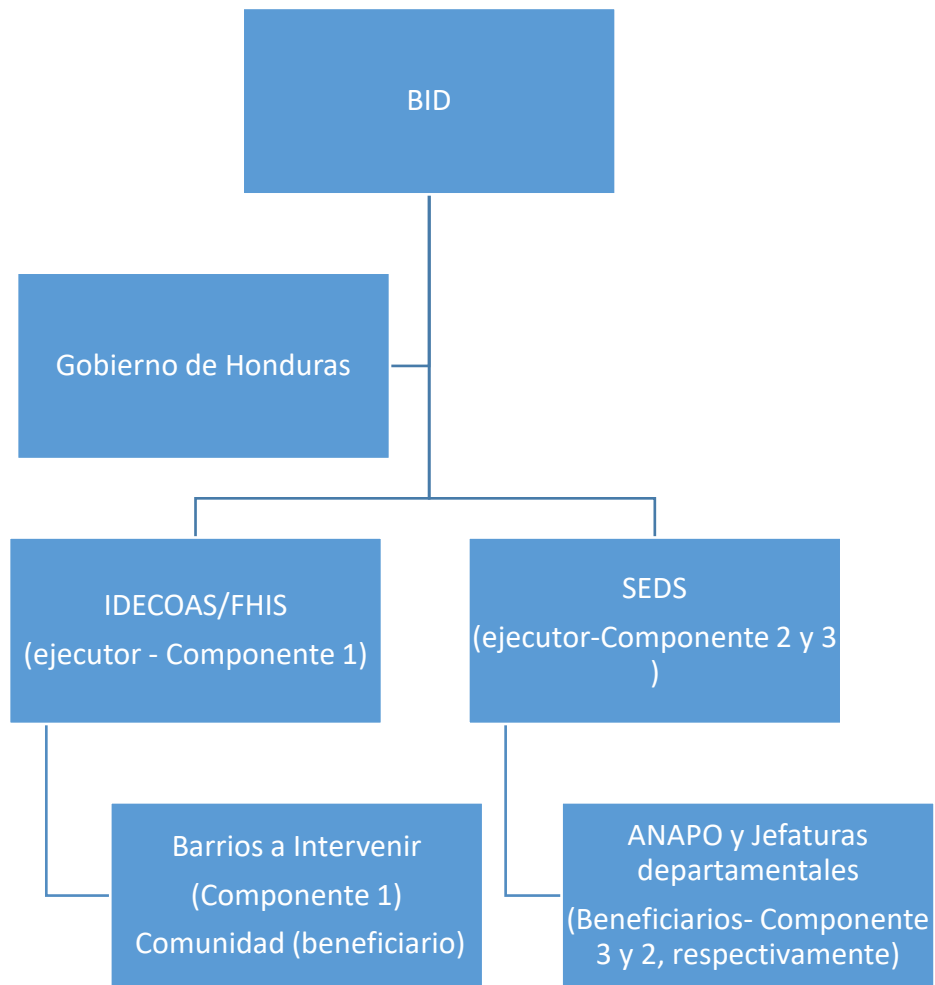 BID
Gobierno de Honduras
IDECOAS/FHIS
(ejecutor - Componente 1)
SEDS
(ejecutor-Componente 2 y 3
)
Barrios a Intervenir
(Componente 1)
Comunidad (beneficiario)
ANAPO y Jefaturas
departamentales
(Beneficiarios- Componente
3 y 2, respectivamente)